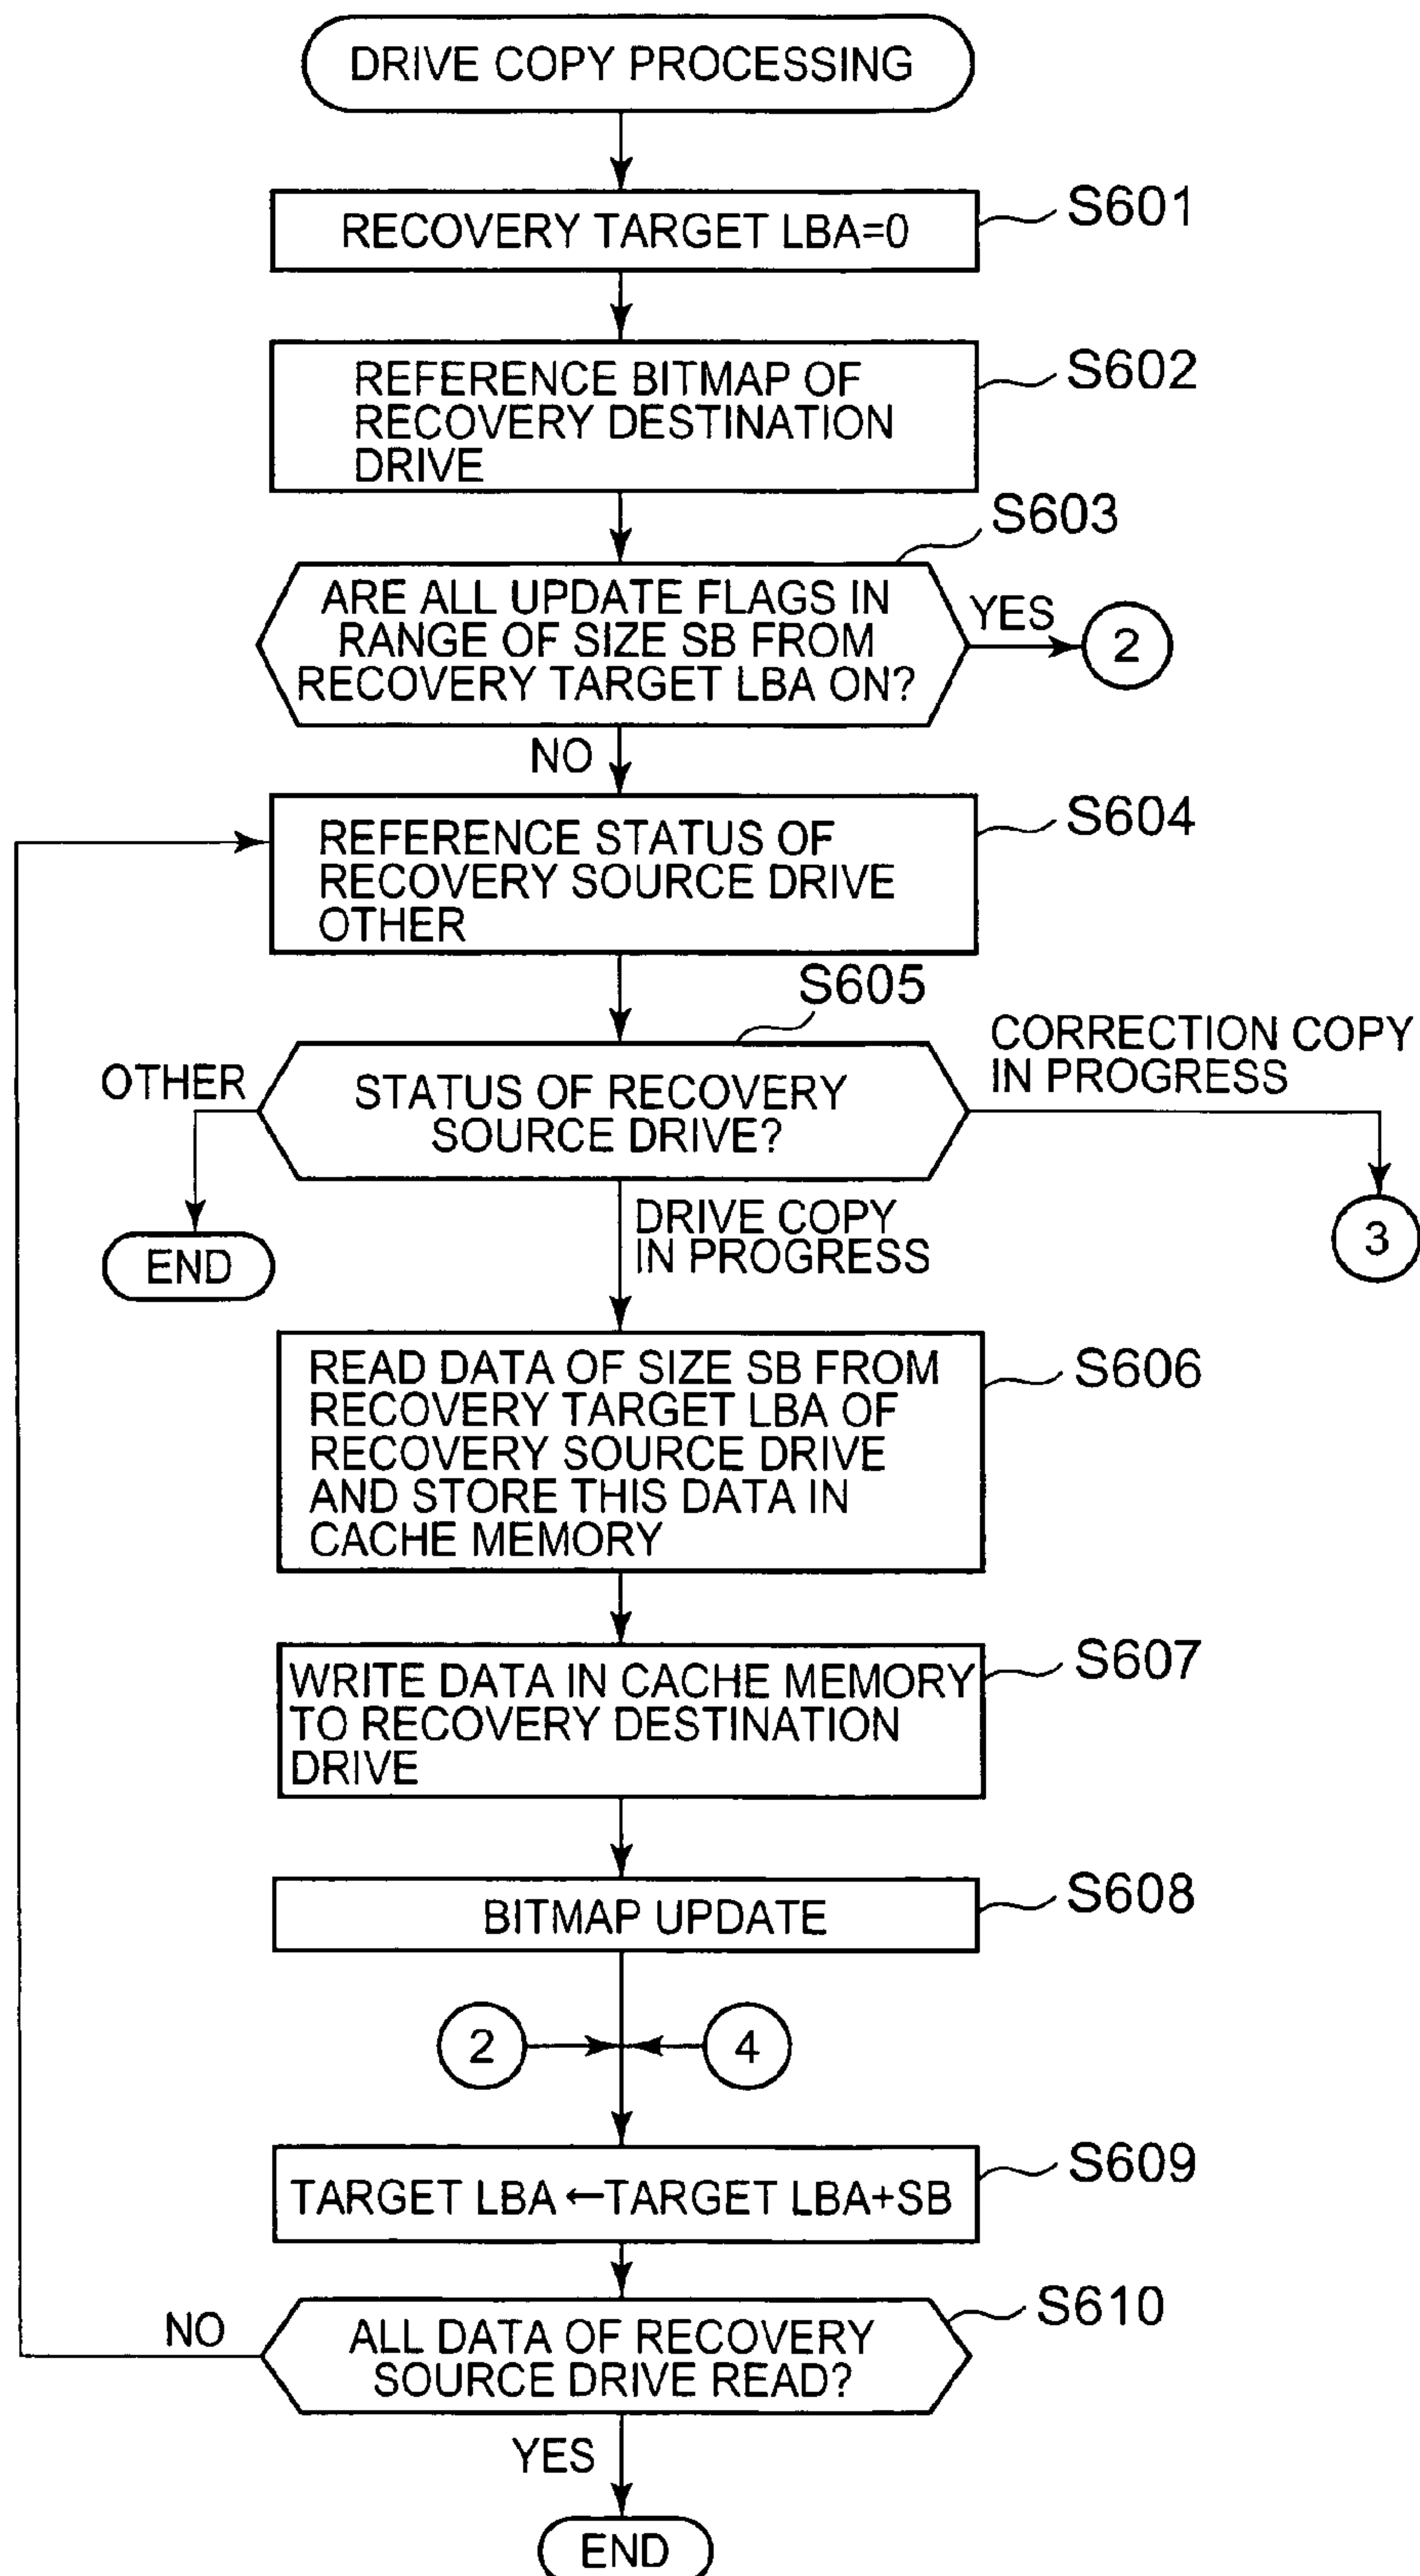 DRIVE COPY PROCESSING
RECOVERY TARGET LBA=0
S601
REFERENCE BITMAP OF
RECOVERY DESTINATION
DRIVE
S602
S603
ARE ALL UPDATE FLAGS IN
RANGE OF SIZE SB FROM
RECOVERY TARGET LBA ON?
YES
2
NO
REFERENCE STATUS OF
RECOVERY SOURCE DRIVE
OTHER
S604
S605
OTHER
STATUS OF RECOVERY
SOURCE DRIVE?
CORRECTION COPY
IN PROGRESS
3
END
DRIVE COPY
IN PROGRESS
READ DATA OF SIZE SB FROM
RECOVERY TARGET LBA OF
RECOVERY SOURCE DRIVE
AND STORE THIS DATA IN
CACHE MEMORY
S606
WRITE DATA IN CACHE MEMORY
TO RECOVERY DESTINATION
DRIVE
S607
BITMAP UPDATE
S608
2
4
TARGET LBA ←TARGET LBA+SB
S609
ALL DATA OF RECOVERY
SOURCE DRIVE READ?
S610
NO
YES
END